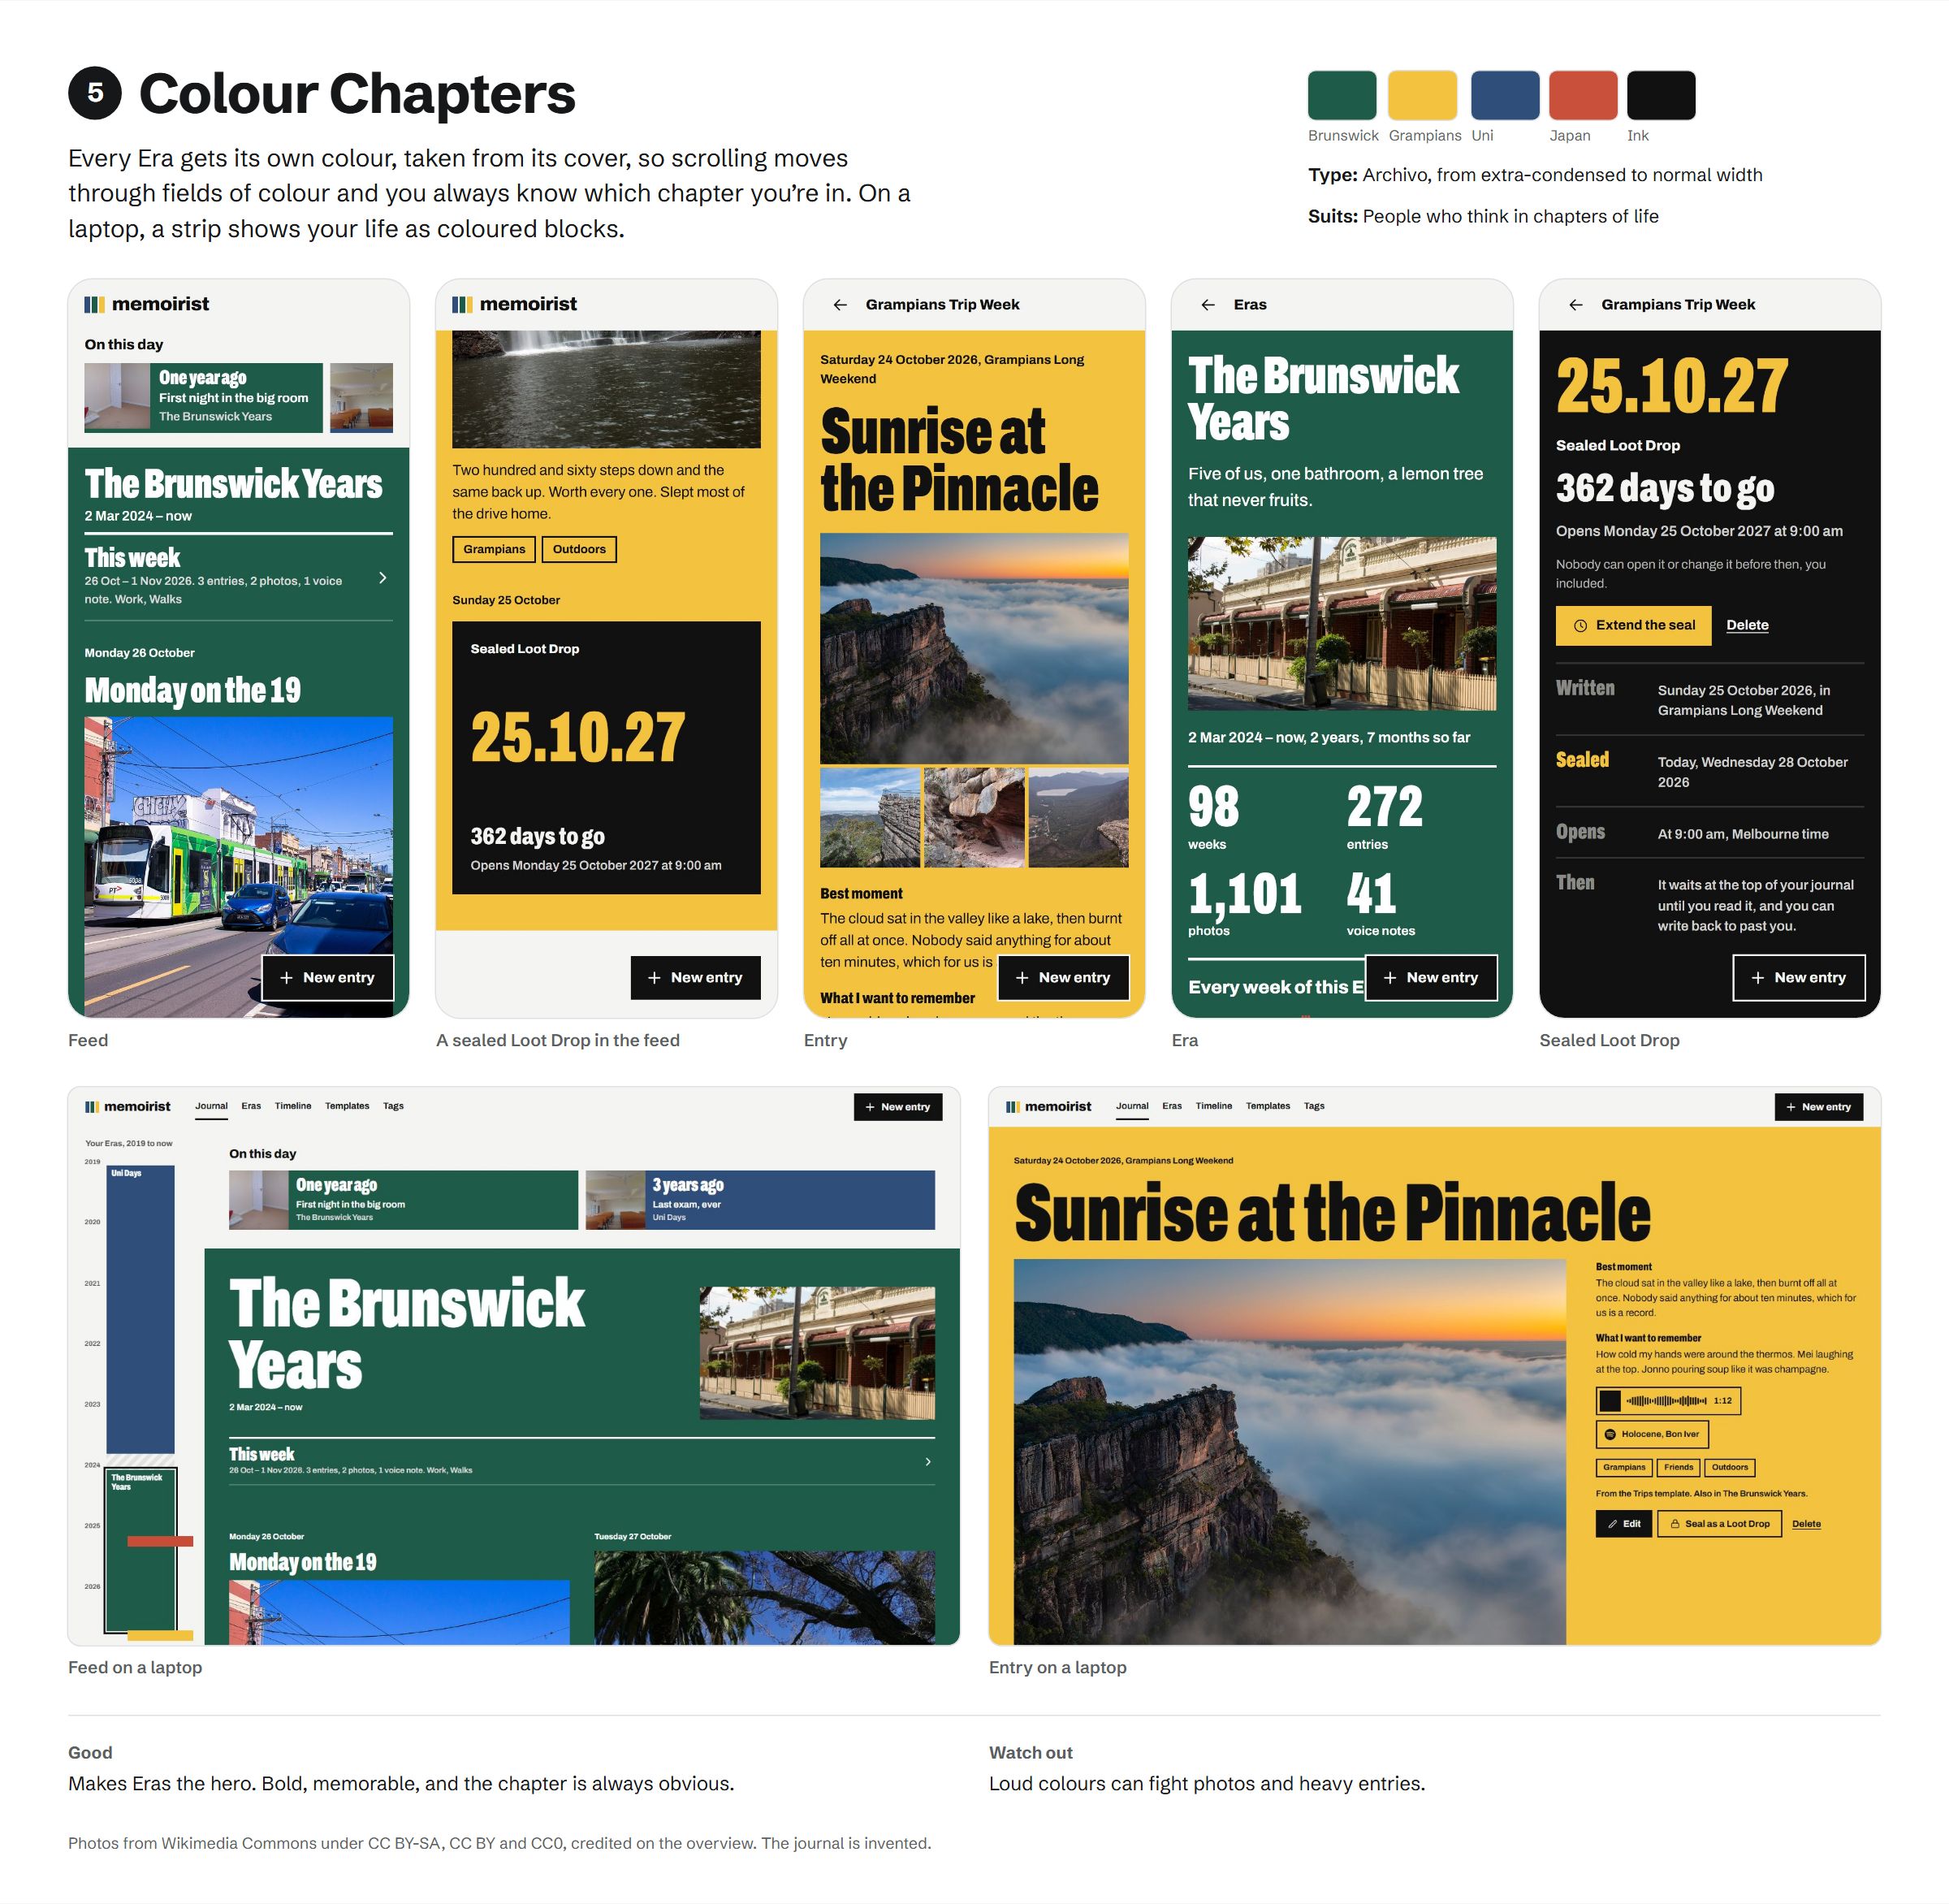 5 Colour Chapters
Every Era gets its own colour, taken from its cover, so scrolling moves
through fields of colour and you always know which chapter you're in. On a
laptop, a strip shows your life as coloured blocks.
Brunswick Grampians Uni Japan Ink
Type: Archivo, from extra-condensed to normal width
Suits: People who think in chapters of life
memoirist
On this day
One year ago
First night in the big room
The Brunswick Years
The Brunswick Years
2 Mar 2024 – now
This week
26 Oct – 1 Nov 2026. 3 entries, 2 photos, 1 voice
note. Work, Walks
Monday 26 October
Monday on the 19
+ New entry
Feed
memoirist
Two hundred and sixty steps down and the
same back up. Worth every one. Slept most of
the drive home.
Grampians Outdoors
Sunday 25 October
Sealed Loot Drop
25.10.27
362 days to go
Opens Monday 25 October 2027 at 9:00 am
+ New entry
A sealed Loot Drop in the feed
← Grampians Trip Week
Saturday 24 October 2026, Grampians Long
Weekend
Sunrise at
the Pinnacle
Best moment
The cloud sat in the valley like a lake, then burnt
off all at once. Nobody said anything for about
ten minutes, which for us is
What I want to remember
+ New entry
Entry
← Eras
The Brunswick
Years
Five of us, one bathroom, a lemon tree
that never fruits.
2 Mar 2024 – now, 2 years, 7 months so far
98 272
weeks entries
1,101 41
photos voice notes
Every week of this E
+ New entry
Era
← Grampians Trip Week
25.10.27
Sealed Loot Drop
362 days to go
Opens Monday 25 October 2027 at 9:00 am
Nobody can open it or change it before then, you
included.
Extend the seal Delete
Written Sunday 25 October 2026, in
Grampians Long Weekend
Sealed Today, Wednesday 28 October
2026
Opens At 9:00 am, Melbourne time
Then It waits at the top of your journal
until you read it, and you can
write back to past you.
+ New entry
Sealed Loot Drop
memoirist Journal Eras Timeline Templates Tags + New entry
Your Eras, 2019 to now
2019
Uni Days
2020
2021
2022
2023
2024
The Brunswick
Years
2025
2026
On this day
One year ago
First night in the big room
The Brunswick Years
3 years ago
Last exam, ever
Uni Days
The Brunswick
Years
2 Mar 2024 – now
This week
26 Oct – 1 Nov 2026. 3 entries, 2 photos, 1 voice note. Work, Walks
Monday 26 October
Monday on the 19
Tuesday 27 October
Feed on a laptop
memoirist Journal Eras Timeline Templates Tags + New entry
Saturday 24 October 2026, Grampians Long Weekend
Sunrise at the Pinnacle
Best moment
The cloud sat in the valley like a lake, then burnt off all at
once. Nobody said anything for about ten minutes, which for
us is a record.
What I want to remember
How cold my hands were around the thermos. Mei laughing
at the top. Jonno pouring soup like it was champagne.
1:12
Holocene, Bon Iver
Grampians Friends Outdoors
From the Trips template. Also in The Brunswick Years.
Edit Seal as a Loot Drop Delete
Entry on a laptop
Good
Makes Eras the hero. Bold, memorable, and the chapter is always obvious.
Watch out
Loud colours can fight photos and heavy entries.
Photos from Wikimedia Commons under CC BY-SA, CC BY and CC0, credited on the overview. The journal is invented.